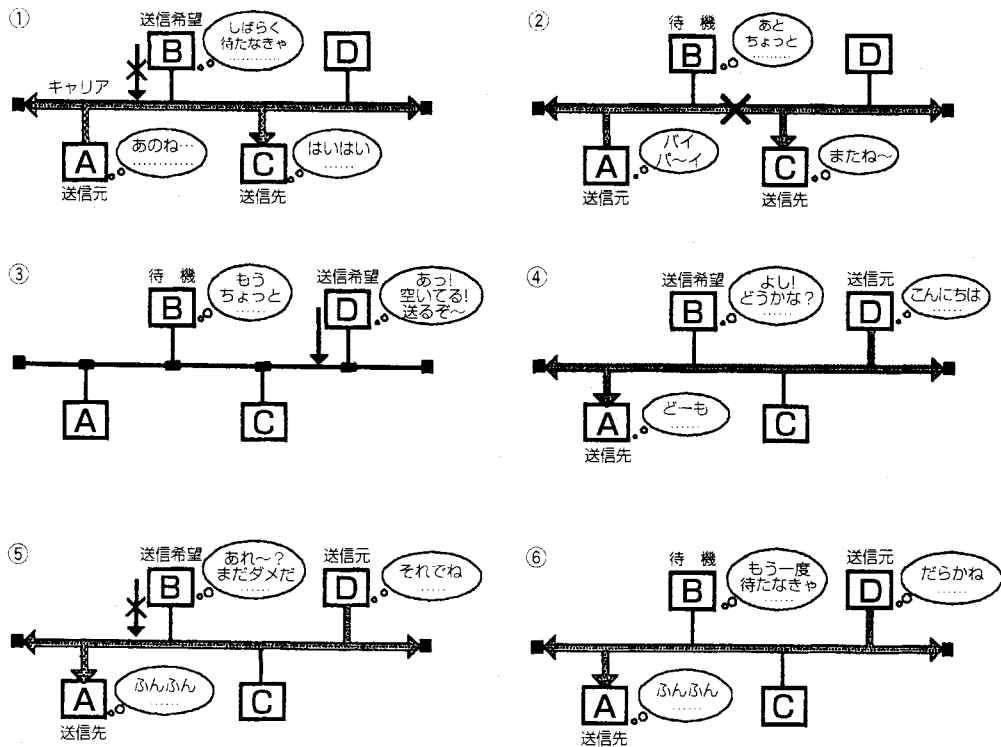 ①
送信希望
B
しばらく
待たなきゃ
………
D
キャリア
A
あのね…
…………
送信元
C
はいはい
………
送信先
②
待 機
B
あと
ちょっと
……
D
A
バイ
バ〜イ
送信元
C
またね〜
……
送信先
③
待 機
B
もう
ちょっと
……
送信希望
D
あっ!
空いてる!
送るぞ〜
A
C
④
送信希望
B
よし!
どうかな?
……
送信元
D
こんにちは
……
A
どーも
……
送信先
C
⑤
送信希望
B
あれ〜?
まだダメだ
……
送信元
D
それでね
……
A
ふんふん
……
送信先
C
⑥
待 機
B
もう一度
待たなきゃ
……
送信元
D
だらかね
……
A
ふんふん
……
送信先
C